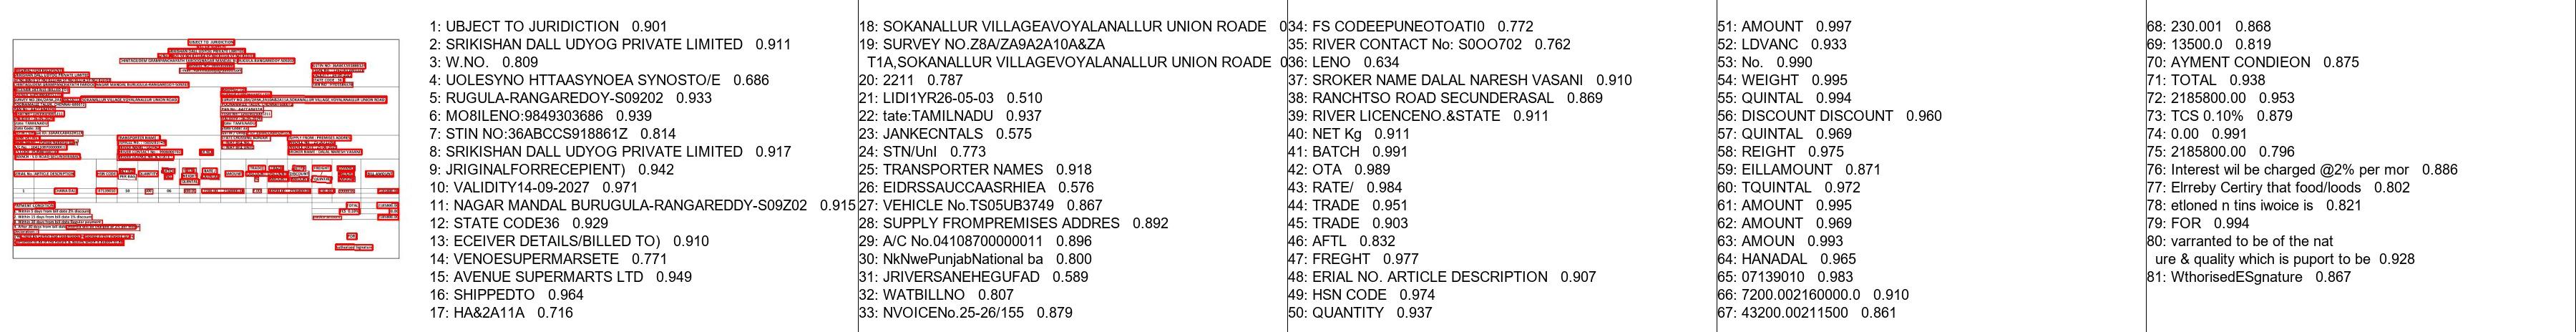 1: UBJECT TO JURIDICTION 0.901
2: SRIKISHAN DALL UDYOG PRIVATE LIMITED 0.911
3: W.NO. 0.809
4: UOLESYNO HTTAASYNOEA SYNOSTO/E 0.686
5: RUGULA-RANGAREDOY-S09202 0.933
6: MO8ILENO:9849303686 0.939
7: STIN NO:36ABCCS918861Z 0.814
8: SRIKISHAN DALL UDYOG PRIVATE LIMITED 0.917
9: JRIGINALFORRECEPIENT) 0.942
10: VALIDITY14-09-2027 0.971
11: NAGAR MANDAL BURUGULA-RANGAREDDY-S09Z02 0.915
12: STATE CODE36 0.929
13: ECEIVER DETAILS/BILLED TO) 0.910
14: VENOESUPERMARSETE 0.771
15: AVENUE SUPERMARTS LTD 0.949
16: SHIPPEDTO 0.964
17: HA&2A11A 0.716
18: SOKANALLUR VILLAGEAVOYALANALLUR UNION ROADE 0
19: SURVEY NO.Z8A/ZA9A2A10A&ZA
T1A,SOKANALLUR VILLAGEVOYALANALLUR UNION ROADE 0
20: 2211 0.787
21: LIDI1YR26-05-03 0.510
22: tate:TAMILNADU 0.937
23: JANKECNTALS 0.575
24: STN/UnI 0.773
25: TRANSPORTER NAMES 0.918
26: EIDRSSAUCCAASRHIEA 0.576
27: VEHICLE No.TS05UB3749 0.867
28: SUPPLY FROMPREMISES ADDRES 0.892
29: A/C No.04108700000011 0.896
30: NkNwePunjabNational ba 0.800
31: JRIVERSANEHEGUFAD 0.589
32: WATBILLNO 0.807
33: NVOICENo.25-26/155 0.879
34: FS CODEEPUNEOTOATI0 0.772
35: RIVER CONTACT No: S0OO702 0.762
36: LENO 0.634
37: SROKER NAME DALAL NARESH VASANI 0.910
38: RANCHTSO ROAD SECUNDERASAL 0.869
39: RIVER LICENCENO.&STATE 0.911
40: NET Kg 0.911
41: BATCH 0.991
42: OTA 0.989
43: RATE/ 0.984
44: TRADE 0.951
45: TRADE 0.903
46: AFTL 0.832
47: FREGHT 0.977
48: ERIAL NO. ARTICLE DESCRIPTION 0.907
49: HSN CODE 0.974
50: QUANTITY 0.937
51: AMOUNT 0.997
52: LDVANC 0.933
53: No. 0.990
54: WEIGHT 0.995
55: QUINTAL 0.994
56: DISCOUNT DISCOUNT 0.960
57: QUINTAL 0.969
58: REIGHT 0.975
59: EILLAMOUNT 0.871
60: TQUINTAL 0.972
61: AMOUNT 0.995
62: AMOUNT 0.969
63: AMOUN 0.993
64: HANADAL 0.965
65: 07139010 0.983
66: 7200.002160000.0 0.910
67: 43200.00211500 0.861
68: 230.001 0.868
69: 13500.0 0.819
70: AYMENT CONDIEON 0.875
71: TOTAL 0.938
72: 2185800.00 0.953
73: TCS 0.10% 0.879
74: 0.00 0.991
75: 2185800.00 0.796
76: Interest wil be charged @2% per mor 0.886
77: Elrreby Certiry that food/loods 0.802
78: etloned n tins iwoice is 0.821
79: FOR 0.994
80: varranted to be of the nat
ure & quality which is puport to be 0.928
81: WthorisedESgnature 0.867